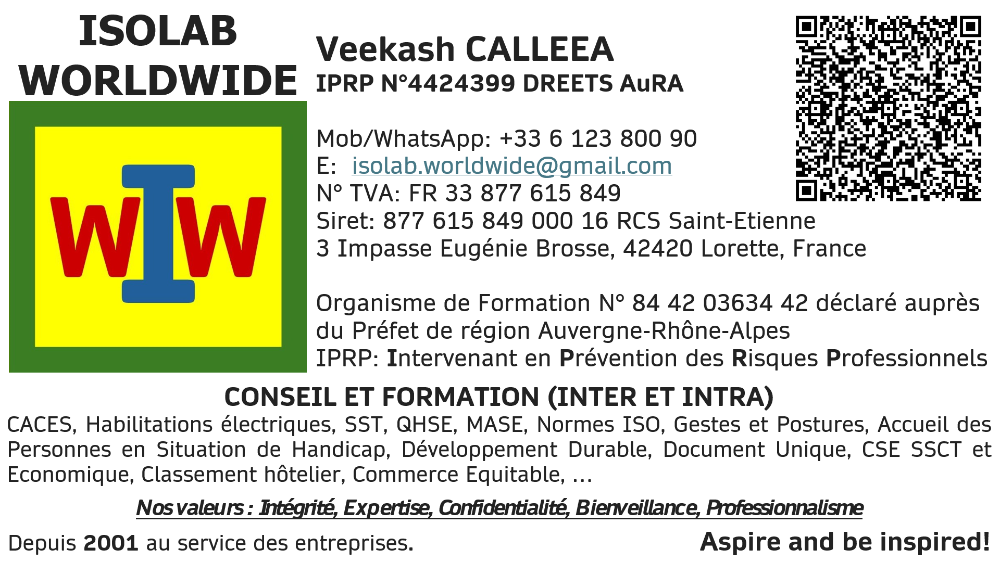 ISOLAB
WORLDWIDE
Veekash CALLEEA
IPRP N°4424399 DREETS AuRA
Mob/WhatsApp: +33 6 123 800 90
E: isolab.worldwide@gmail.com
N° TVA: FR 33 877 615 849
Siret: 877 615 849 000 16 RCS Saint-Etienne
3 Impasse Eugénie Brosse, 42420 Lorette, France
WIW
Organisme de Formation N° 84 42 03634 42 déclaré auprès
du Préfet de région Auvergne-Rhône-Alpes
IPRP: Intervenant en Prévention des Risques Professionnels
CONSEIL ET FORMATION (INTER ET INTRA)
CACES, Habilitations électriques, SST, QHSE, MASE, Normes ISO, Gestes et Postures, Accueil des
Personnes en Situation de Handicap, Développement Durable, Document Unique, CSE SSCT et
Economique, Classement hôtelier, Commerce Equitable, …
Nos valeurs : Intégrité, Expertise, Confidentialité, Bienveillance, Professionnalisme
Depuis 2001 au service des entreprises.
Aspire and be inspired!